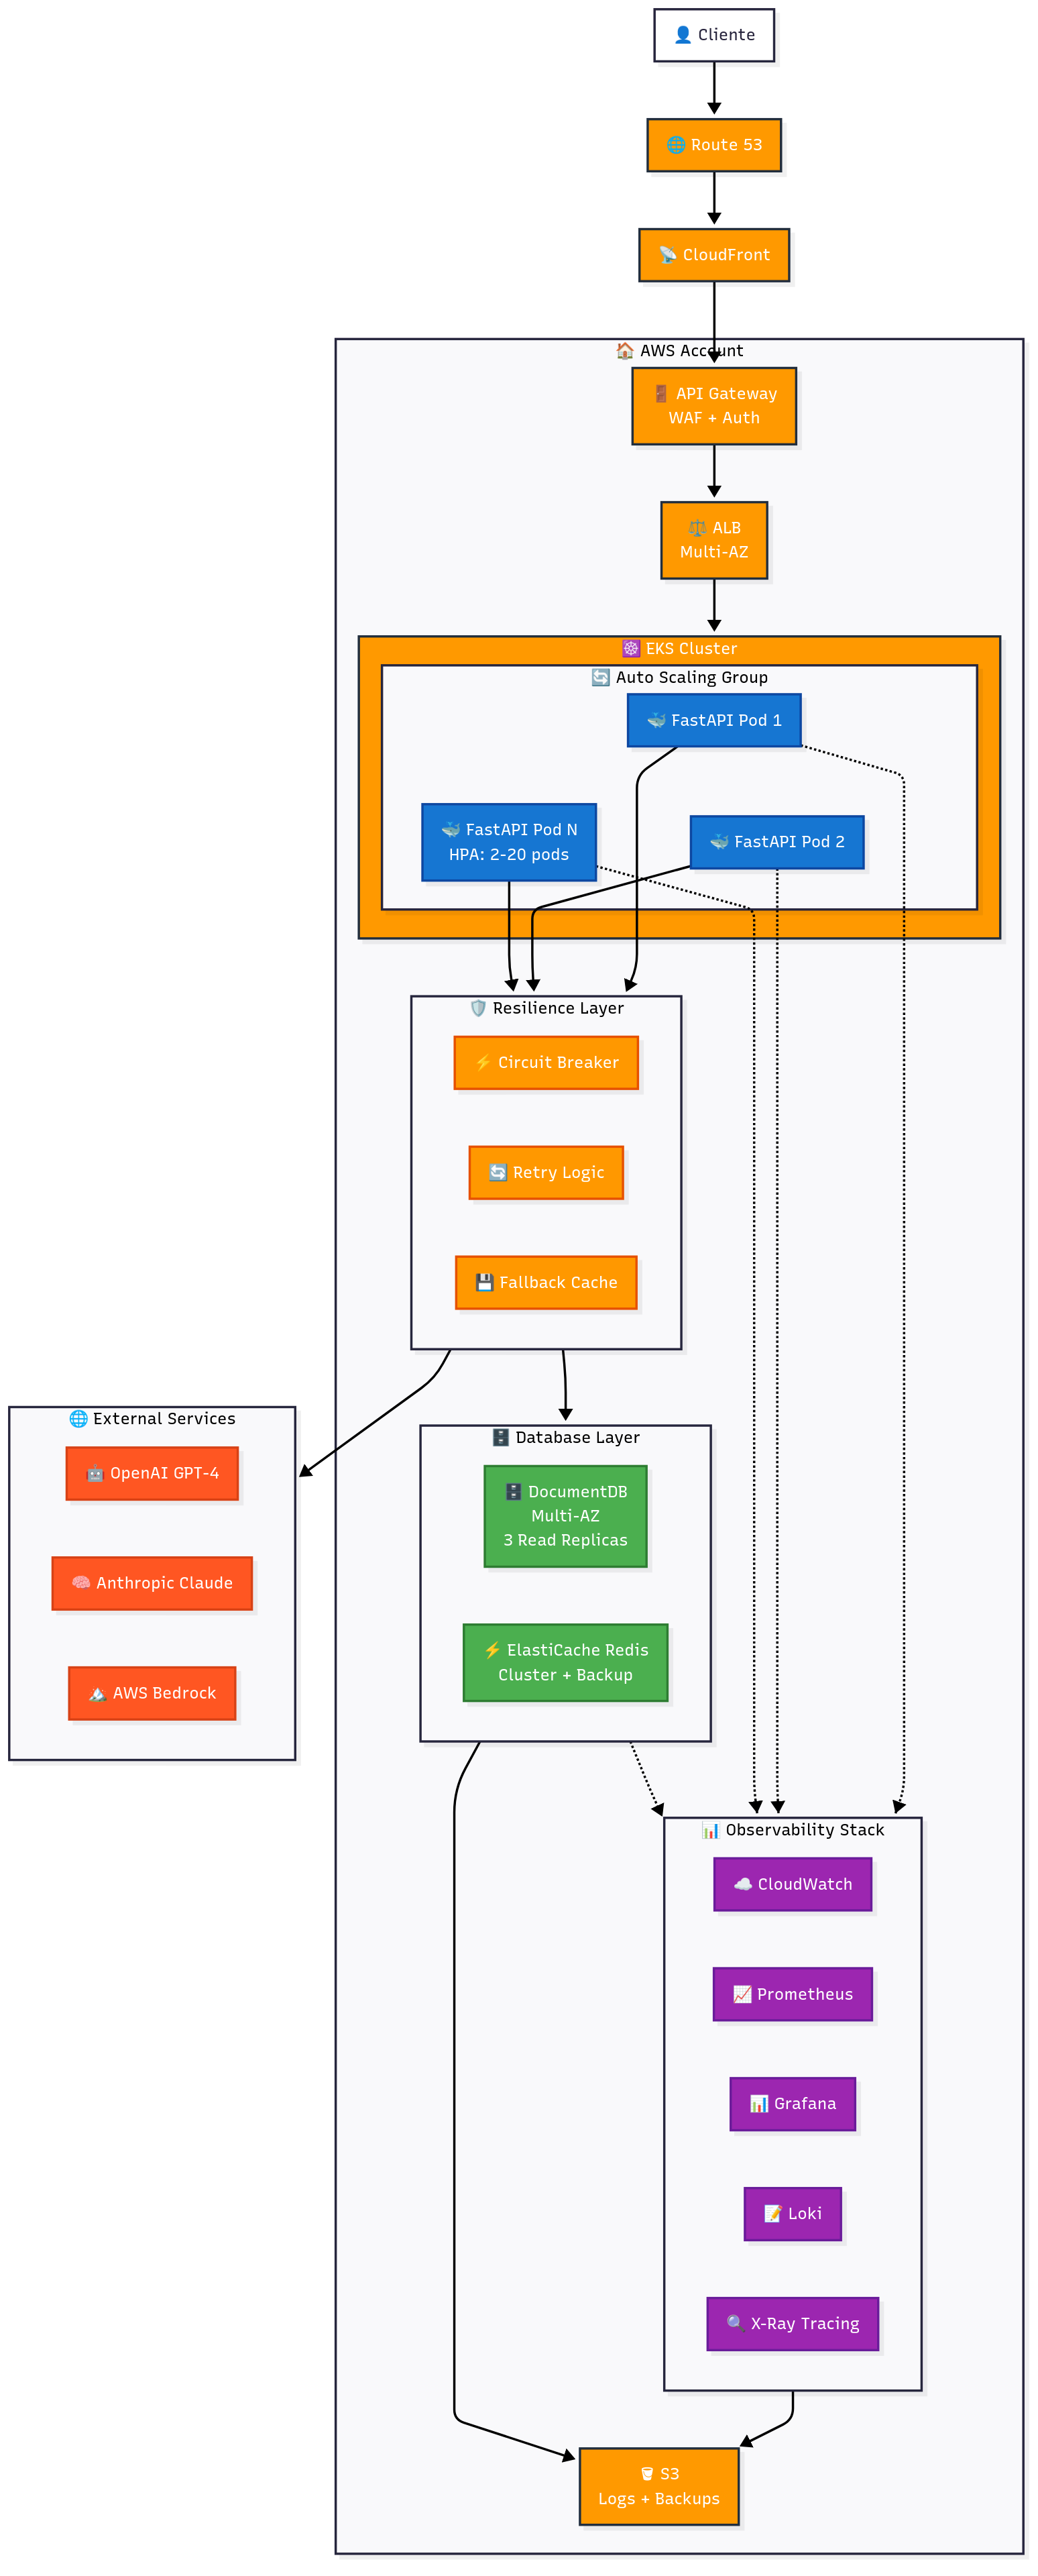 👤 Cliente
🌐 Route 53
📡 CloudFront
🏠 AWS Account
🚪 API Gateway
WAF + Auth
⚖️ ALB
Multi-AZ
☸️ EKS Cluster
🔄 Auto Scaling Group
🐳 FastAPI Pod 1
🐳 FastAPI Pod N
HPA: 2-20 pods
🐳 FastAPI Pod 2
🛡️ Resilience Layer
⚡ Circuit Breaker
🔄 Retry Logic
💾 Fallback Cache
🌐 External Services
🤖 OpenAI GPT-4
🧠 Anthropic Claude
🏔️ AWS Bedrock
🗄️ Database Layer
🗄️ DocumentDB
Multi-AZ
3 Read Replicas
⚡ ElastiCache Redis
Cluster + Backup
📊 Observability Stack
☁️ CloudWatch
📈 Prometheus
📊 Grafana
📝 Loki
🔍 X-Ray Tracing
🪣 S3
Logs + Backups